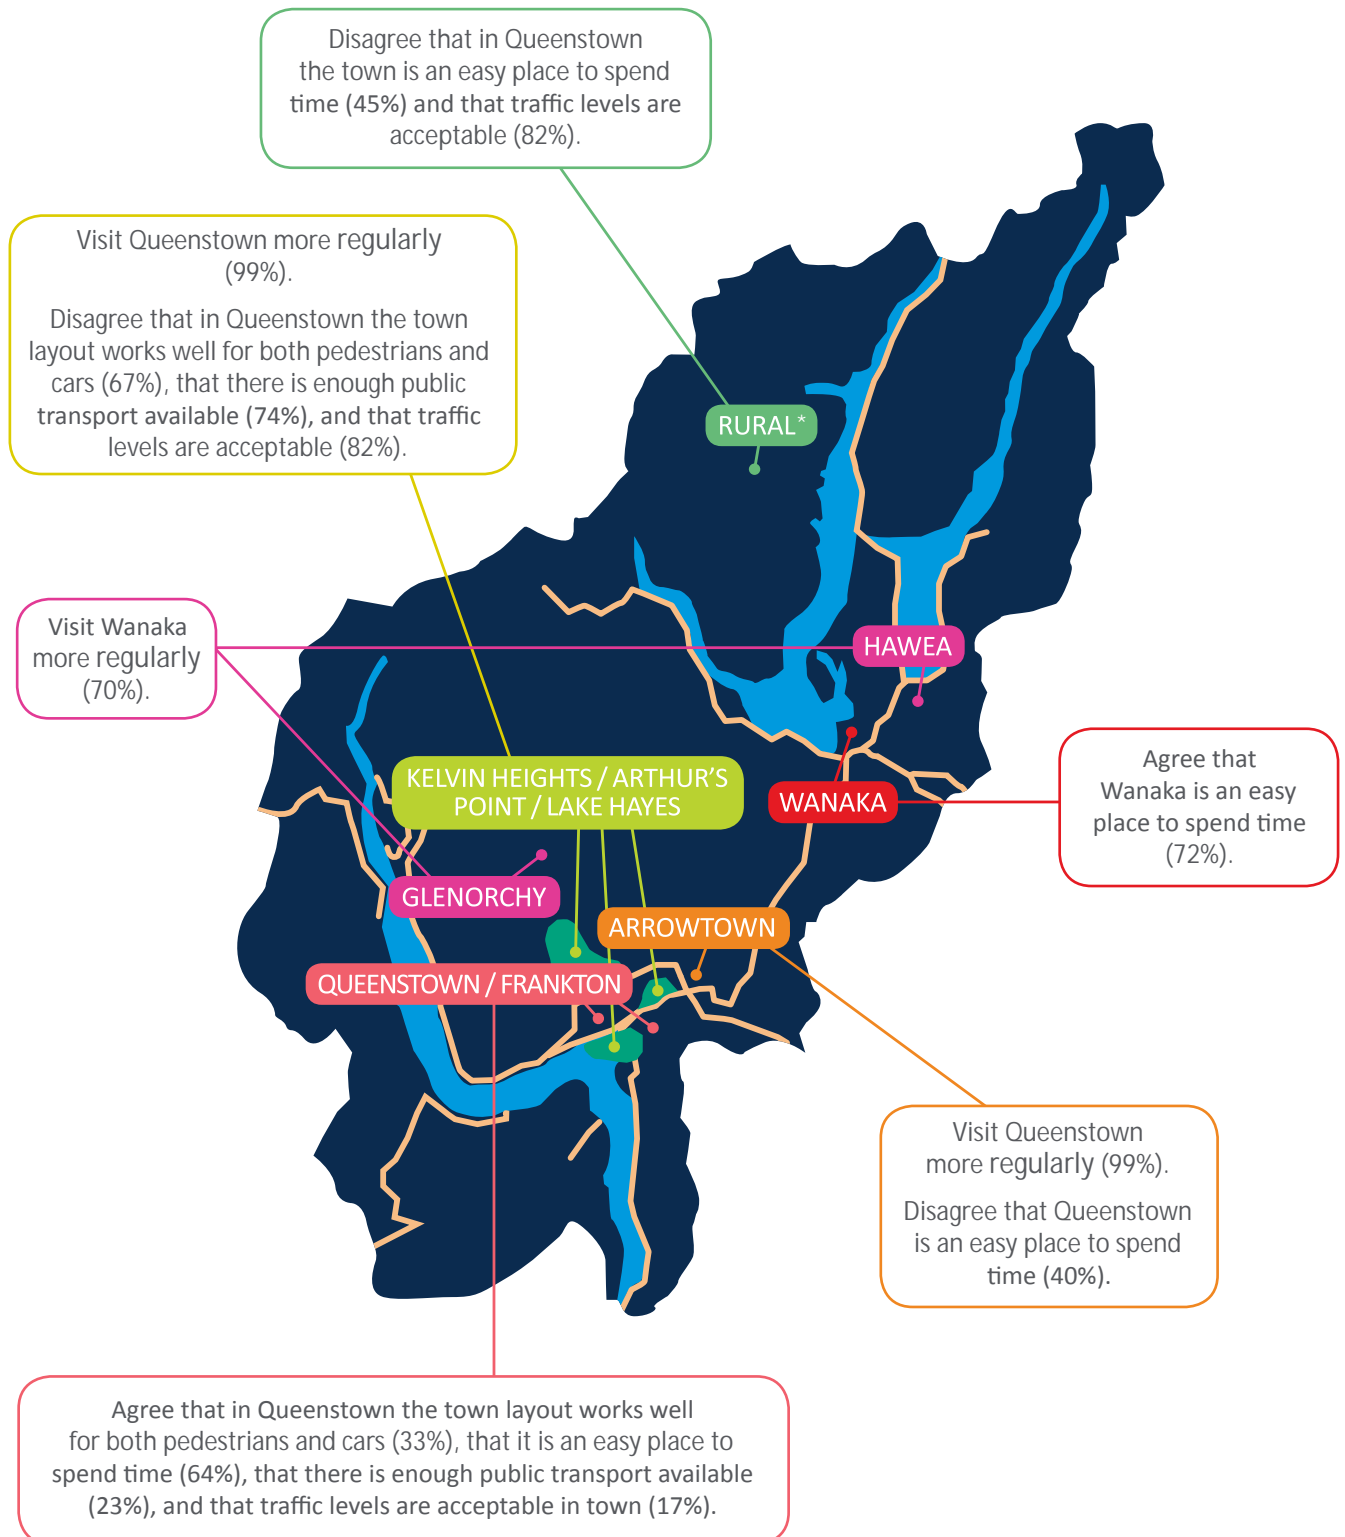 Disagree that in Queenstown
the town is an easy place to spend
time (45%) and that traffic levels are
acceptable (82%).
Visit Queenstown more regularly
(99%).
Disagree that in Queenstown the town
layout works well for both pedestrians and
cars (67%), that there is enough public
transport available (74%), and that traffic
levels are acceptable (82%).
RURAL*
Visit Wanaka
more regularly
(70%).
HAWEA
Agree that
Wanaka is an easy
place to spend time
(72%).
KELVIN HEIGHTS / ARTHUR'S
POINT / LAKE HAYES
WANAKA
GLENORCHY
ARROWTOWN
QUEENSTOWN / FRANKTON
Visit Queenstown
more regularly (99%).
Disagree that Queenstown
is an easy place to spend
time (40%).
Agree that in Queenstown the town layout works well
for both pedestrians and cars (33%), that it is an easy place to
spend time (64%), that there is enough public transport available
(23%), and that traffic levels are acceptable in town (17%).